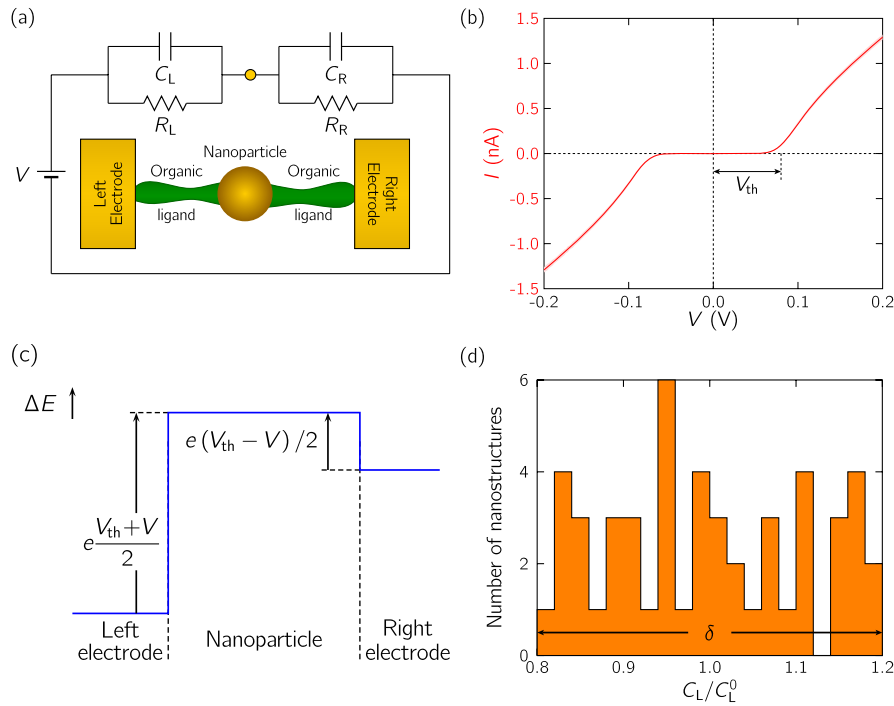 (a)
C_L
C_R
R_L
R_R
V
Nanoparticle
Organic
Organic
ligand
ligand
Left
Electrode
Right
Electrode
(b)
I (nA)
1.5
1.0
0.5
0.0
-0.5
-1.0
-1.5
V_th
-0.2
-0.1
0.0
0.1
0.2
V (V)
(c)
ΔE
e (V_th − V) /2
e (V_th + V)/2
Left
electrode
Nanoparticle
Right
electrode
(d)
Number of nanostructures
6
4
2
0
δ
0.8
0.9
1.0
1.1
1.2
C_L/C_L^0